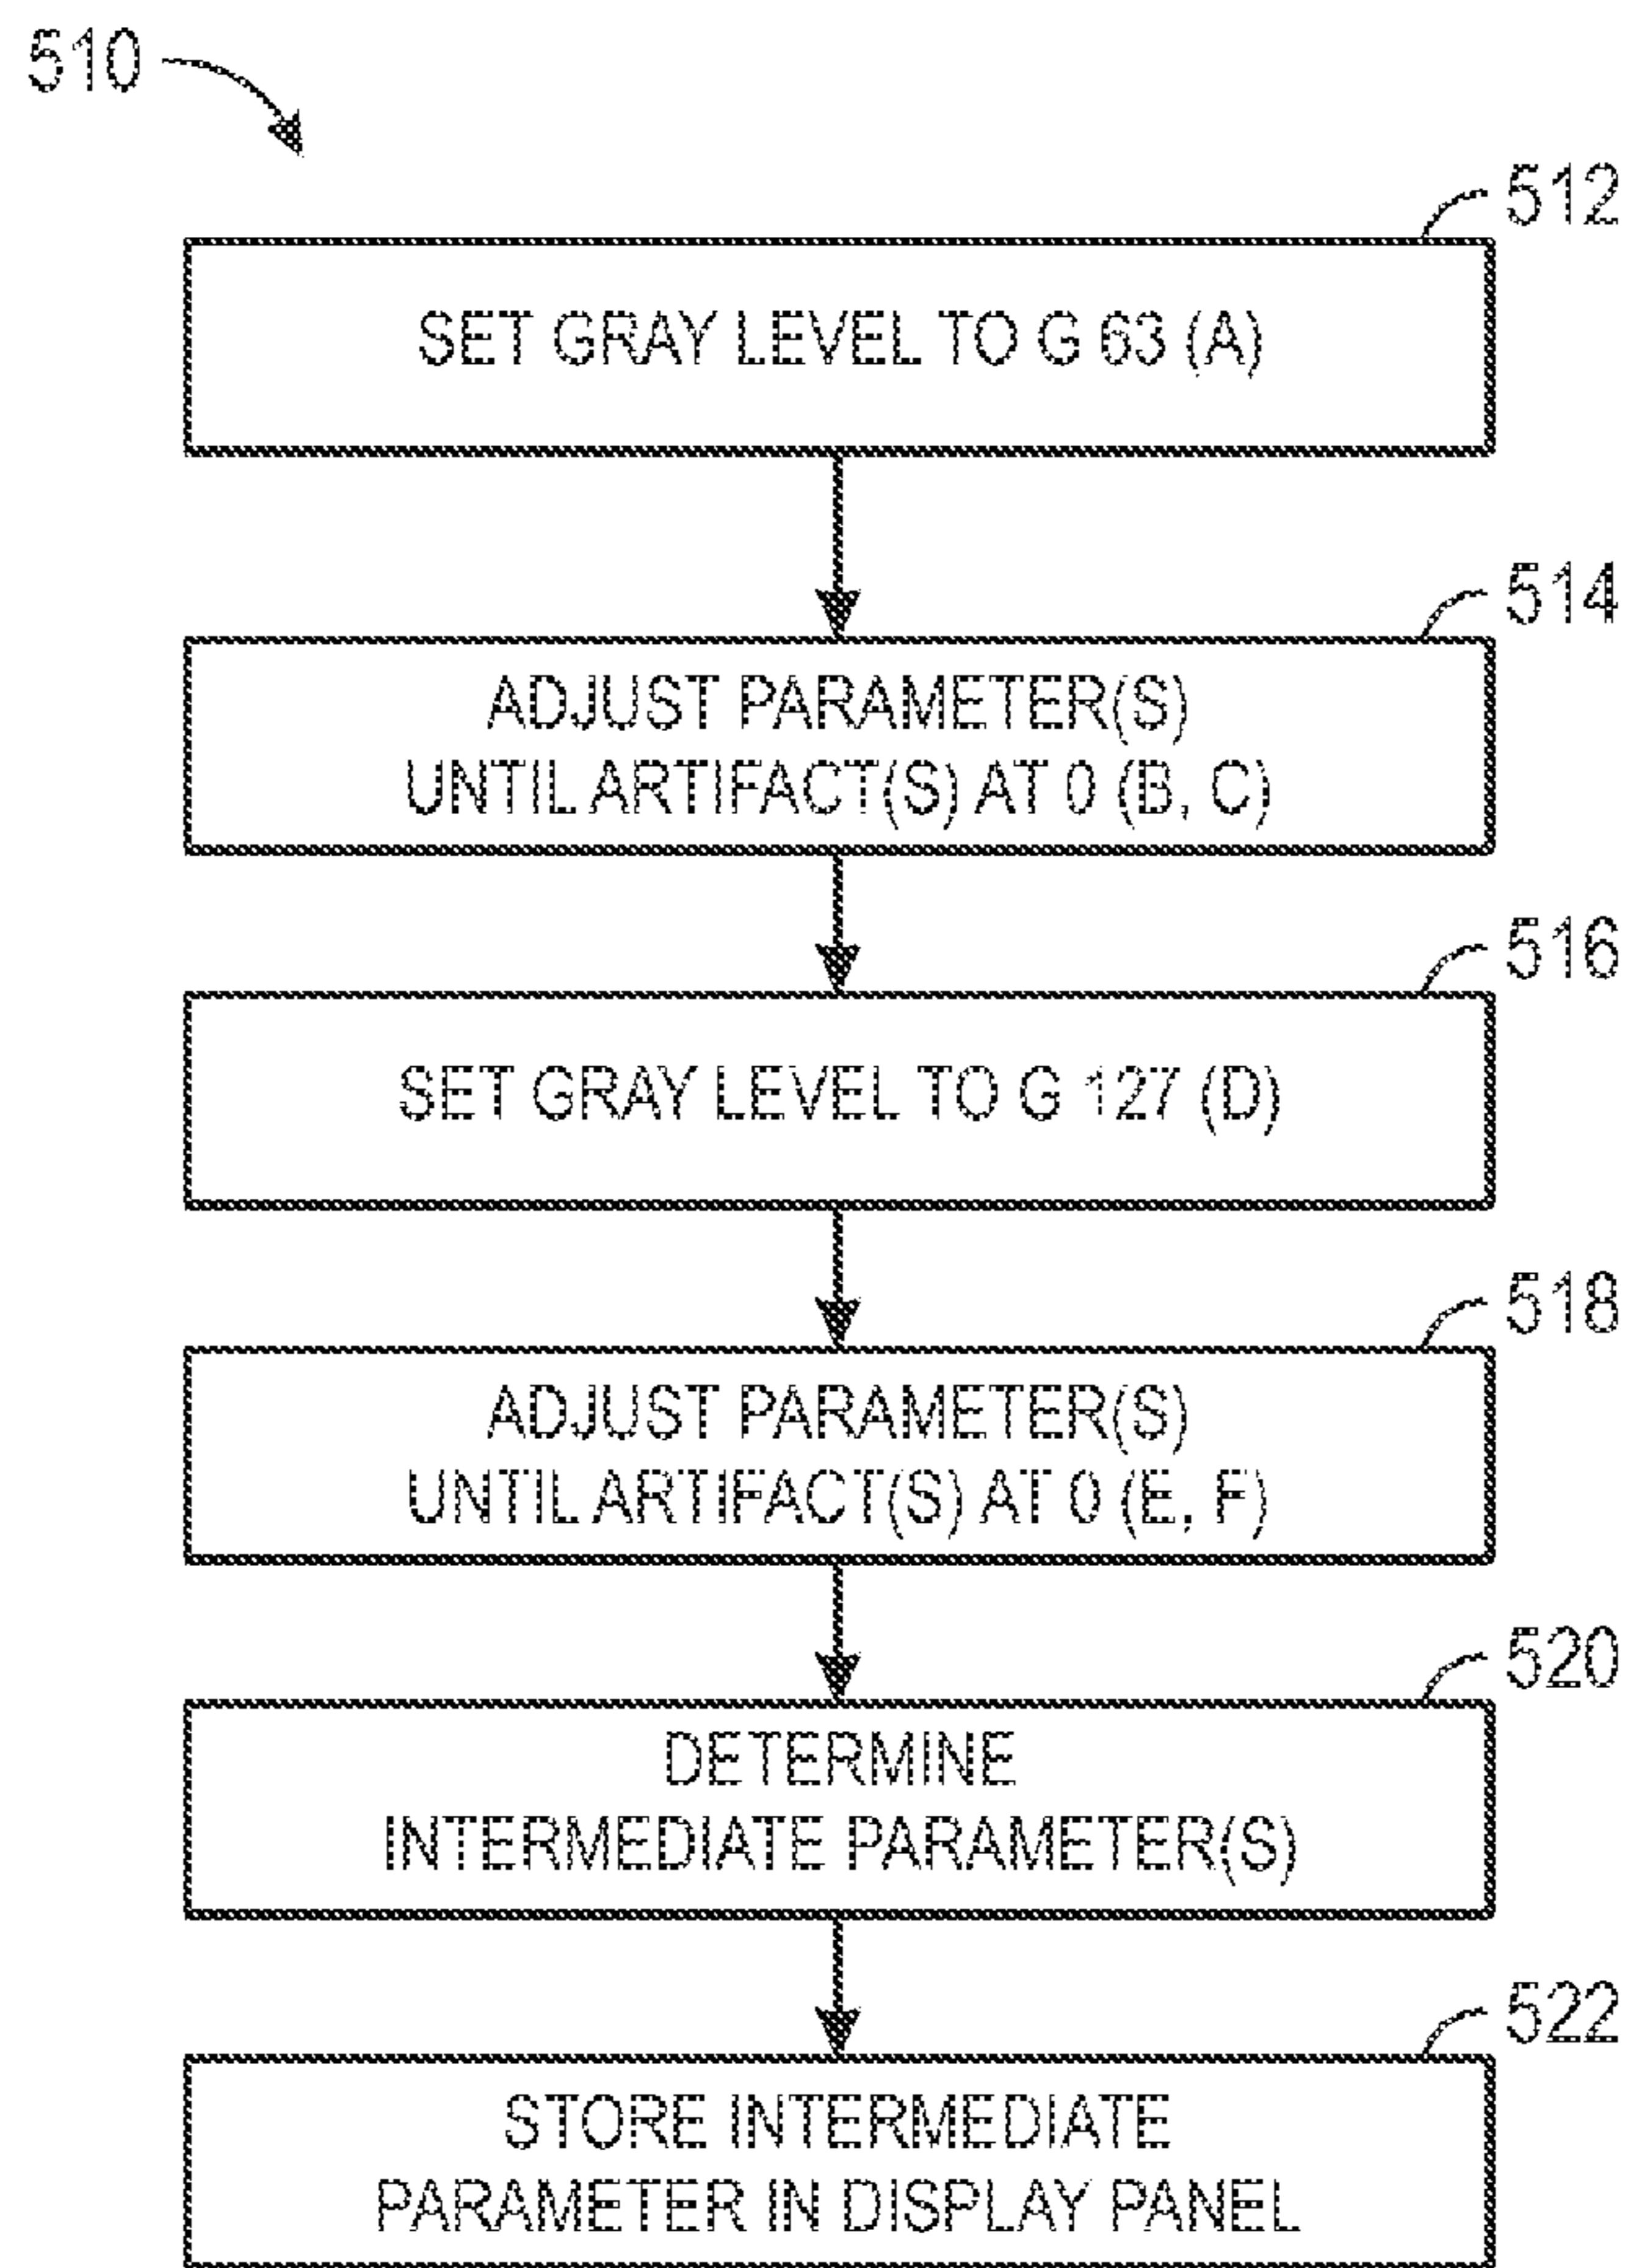 510
512
SET GRAY LEVEL TO G 63 (A)
514
ADJUST PARAMETER(S)
UNTIL ARTIFACT(S) AT 0 (B, C)
516
SET GRAY LEVEL TO G 127 (D)
518
ADJUST PARAMETER(S)
UNTIL ARTIFACT(S) AT 0 (E, F)
520
DETERMINE
INTERMEDIATE PARAMETER(S)
522
STORE INTERMEDIATE
PARAMETER IN DISPLAY PANEL